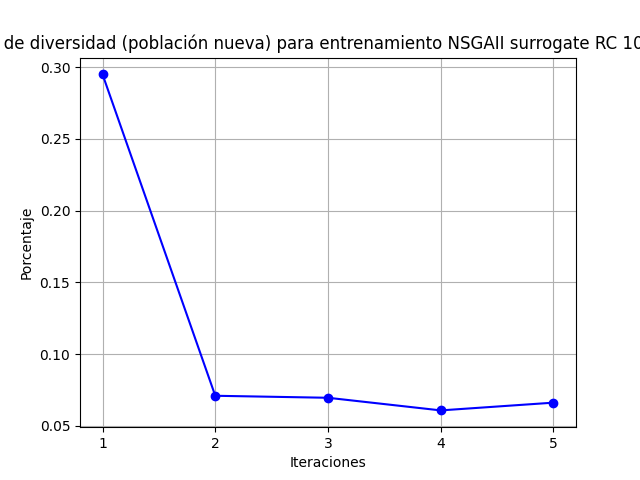 de diversidad (población nueva) para entrenamiento NSGAII surrogate RC 10
0.30
0.25
0.20
0.15
0.10
0.05
Porcentaje
1 2 3 4 5
Iteraciones